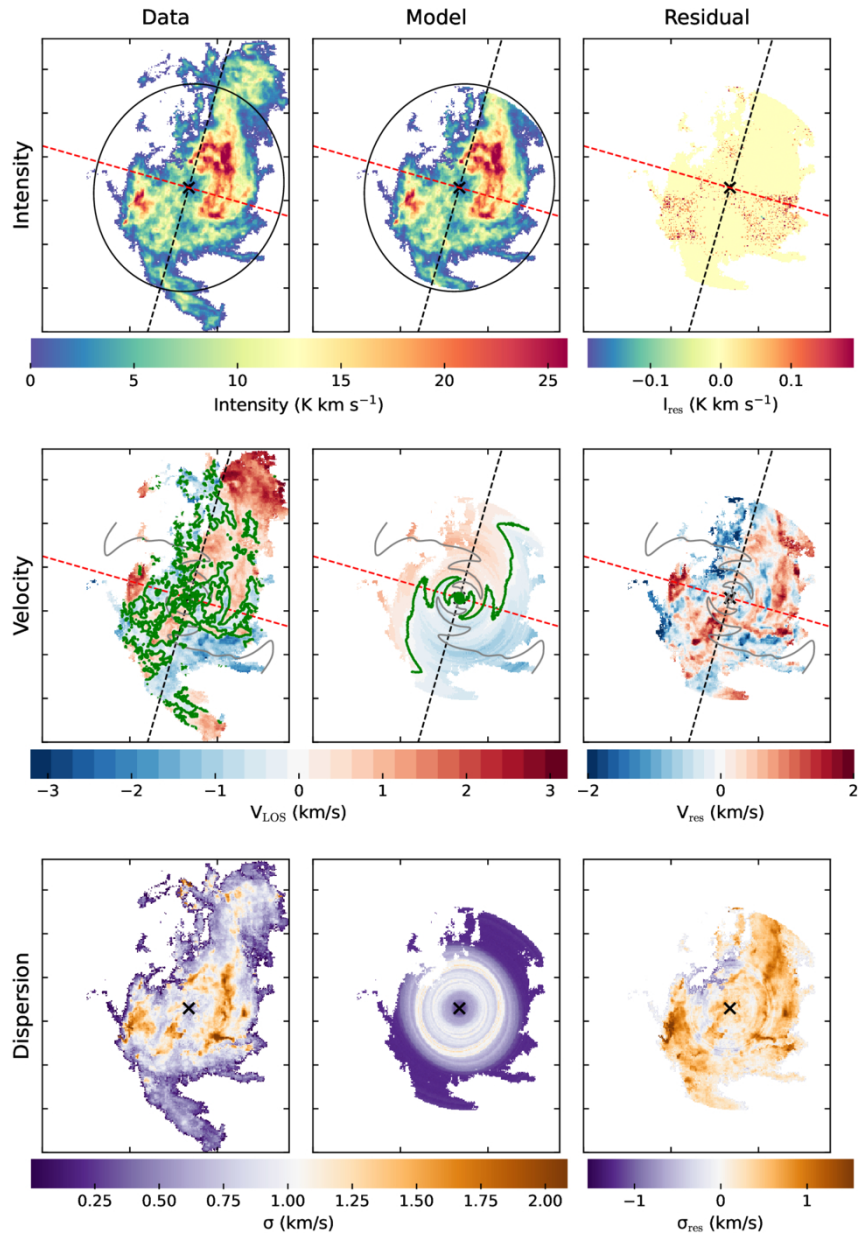 Data Model Residual
Intensity
0 5 10 15 20 25
Intensity (K km s⁻¹)
−0.1 0.0 0.1
I_res (K km s⁻¹)
Velocity
−3 −2 −1 0 1 2 3
V_LOS (km/s)
−2 0 2
V_res (km/s)
Dispersion
0.25 0.50 0.75 1.00 1.25 1.50 1.75 2.00
σ (km/s)
−1 0 1
σ_res (km/s)